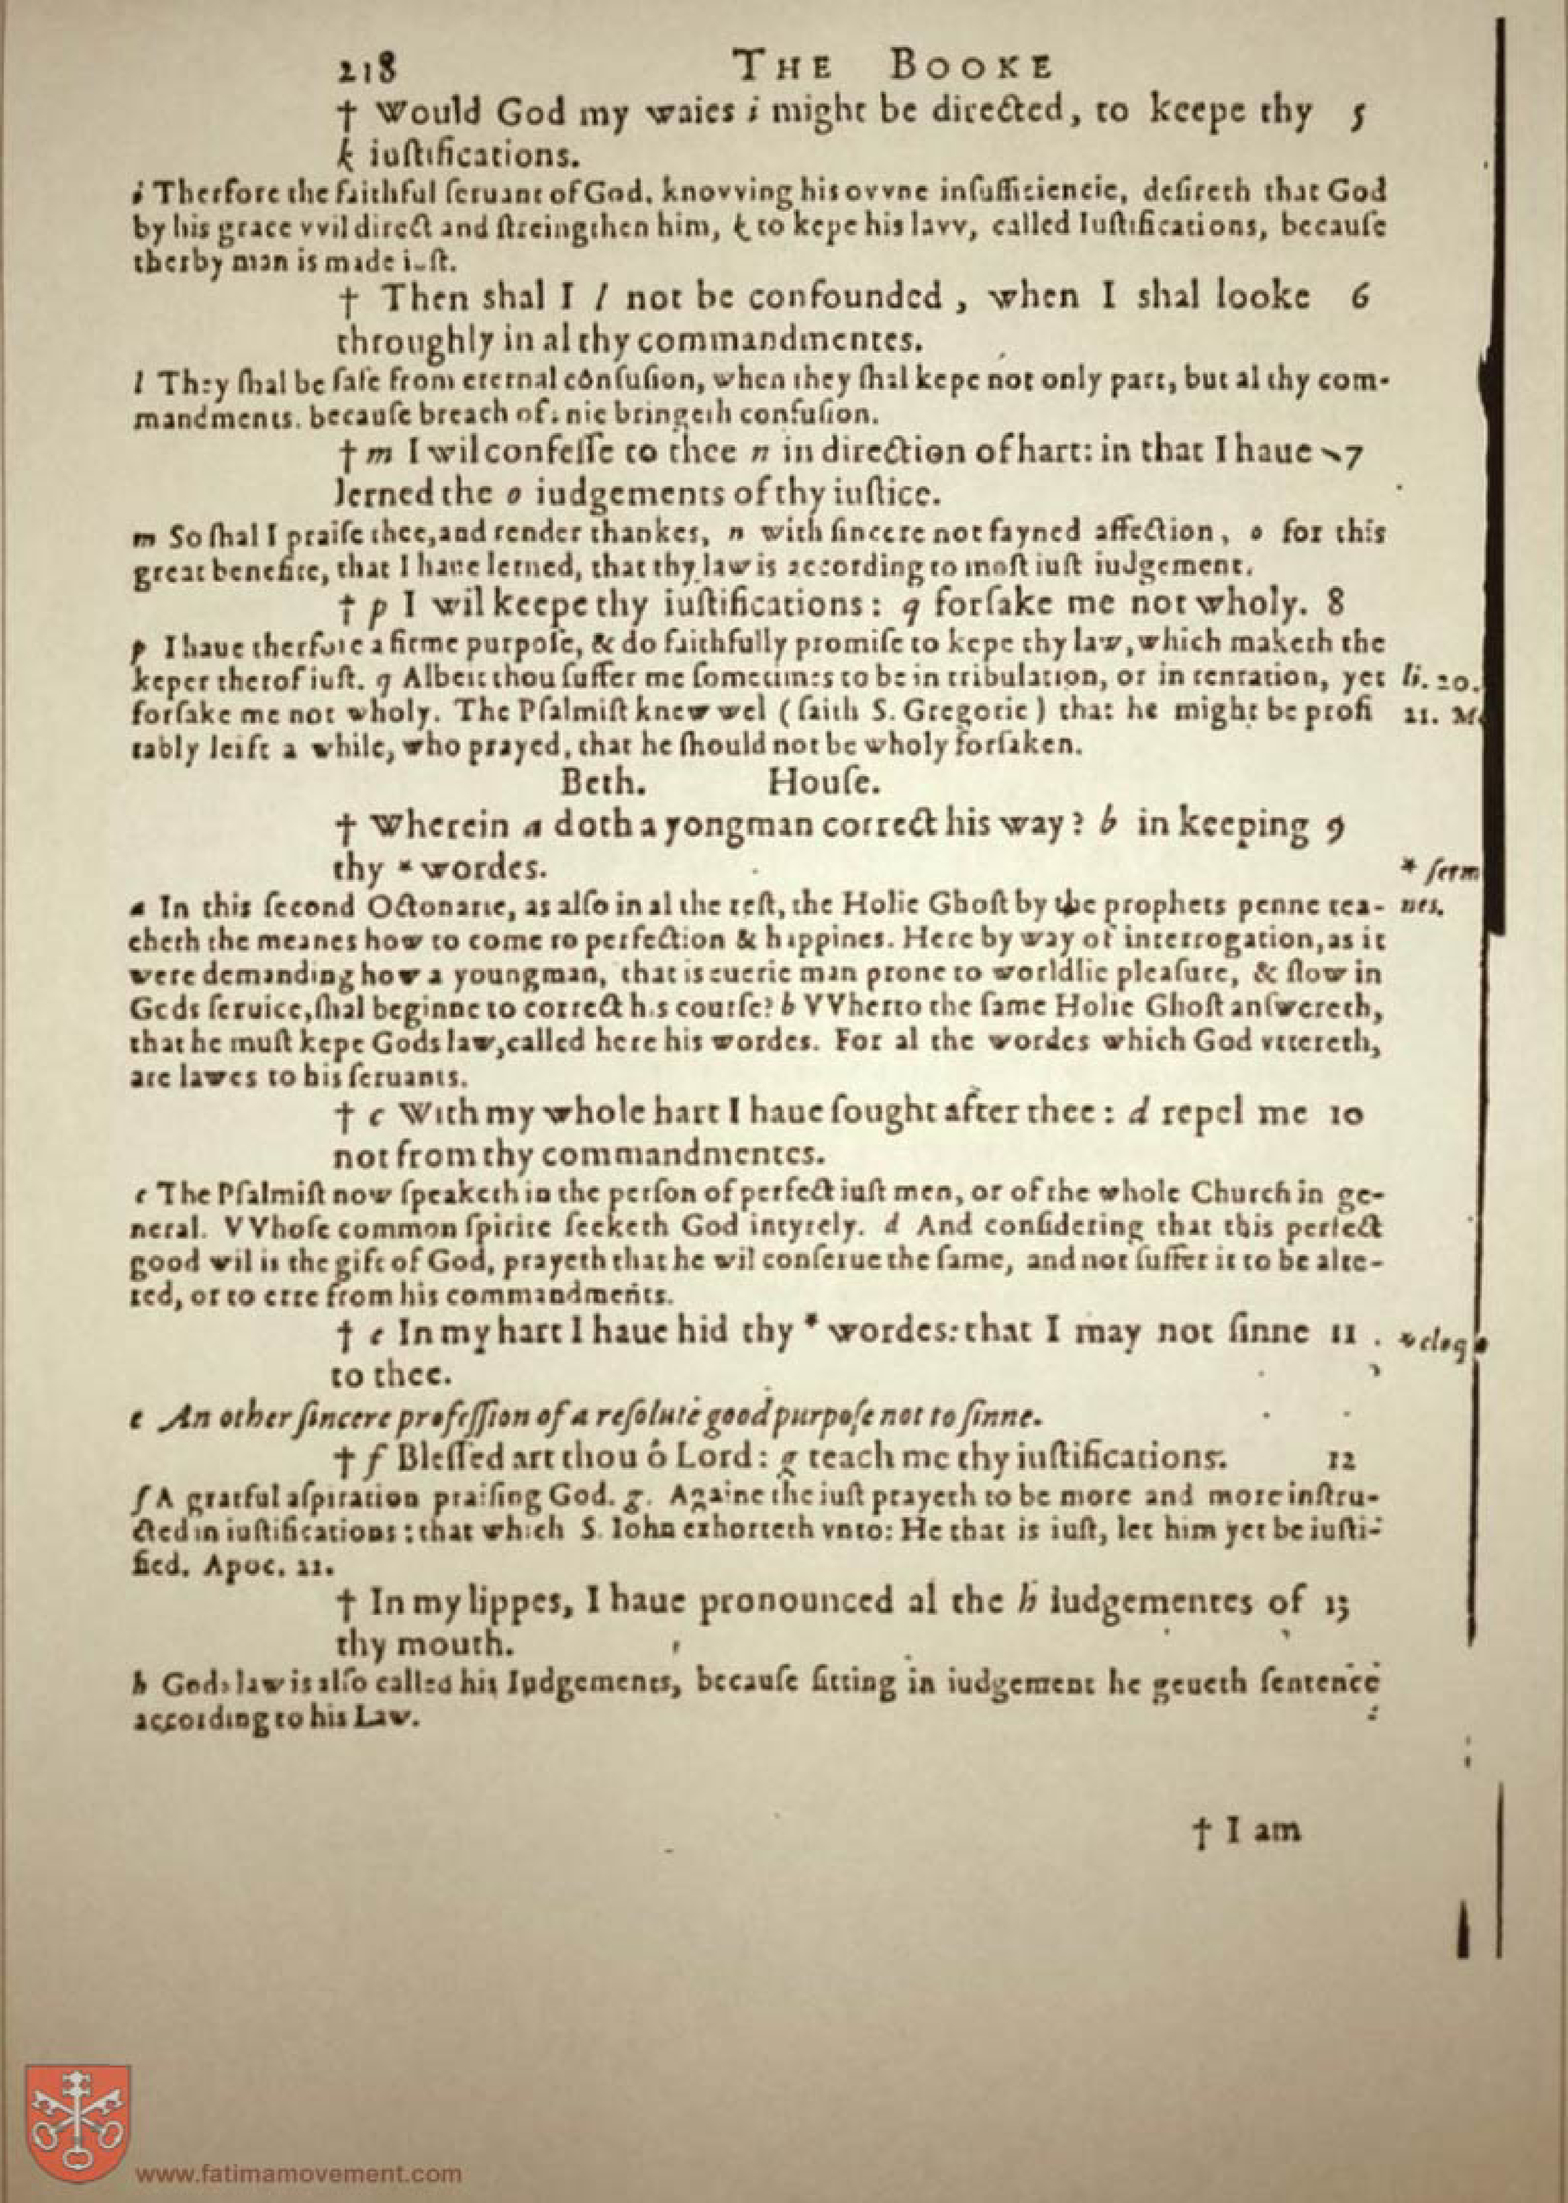 218 THE BOOKE
† Would God my waies i might be directed, to keepe thy 5
k iuſtifications.
i Therfore the faithful ſeruant of God, knovving his ovvne inſufficiencie, deſireth that God
by his grace vvil direct and ſtreingthen him, k to kepe his lavv, called Iuſtifications, becauſe
therby man is made iuſt.
† Then shal I l not be confounded, when I shal looke 6
throughly in al thy commandmentes.
l They ſhal be ſafe from eternal cõnfuſion, when they ſhal kepe not only part, but al thy com-
mandments. becauſe breach of anie bringeth confuſion.
† m I wil confeſſe to thee n in direction of hart: in that I haue 7
lerned the o iudgements of thy iuſtice.
m So ſhal I praiſe thee, and render thankes, n with ſincere not fayned affection, o for this
great benefite, that I haue lerned, that thy law is according to moſt iuſt iudgement.
† p I wil keepe thy iuſtifications: q forſake me not wholy. 8
p I haue therfore a firme purpoſe, & do faithfully promiſe to kepe thy law, which maketh the
keper therof iuſt. q Albeit thou ſuffer me ſometimes to be in tribulation, or in tentation, yet li. 20.
forſake me not wholy. The Pſalmiſt knew wel (ſaith S. Gregorie) that he might be profi 21. M
tably leift a while, who prayed, that he ſhould not be wholy forſaken.
Beth. Houſe.
† Wherein a doth a yongman correct his way? b in keeping 9
thy * wordes. * ſerm
a In this ſecond Octonarie, as alſo in al the reſt, the Holie Ghoſt by the prophets penne tea- nes.
cheth the meanes how to come to perfection & happines. Here by way of interrogation, as it
were demanding how a youngman, that is euerie man prone to worldlie pleaſure, & ſlow in
Gods ſeruice, ſhal beginne to correct his courſe? b VVherto the ſame Holie Ghoſt anſwereth,
that he muſt kepe Gods law, called here his wordes. For al the wordes which God vttereth,
are lawes to his ſeruants.
† c With my whole hart I haue ſought after thee: d repel me 10
not from thy commandmentes.
c The Pſalmiſt now ſpeaketh in the perſon of perfect iuſt men, or of the whole Church in ge-
neral. VVhoſe common ſpirite ſeeketh God intyrely. d And conſidering that this perfect
good wil is the gift of God, prayeth that he wil conſerue the ſame, and not ſuffer it to be alte-
red, or to erre from his commandments.
† e In my hart I haue hid thy * wordes: that I may not ſinne 11 * eloq
to thee.
e An other ſincere profeſſion of a reſolute good purpoſe not to ſinne.
† f Bleſſed art thou ô Lord: g teach me thy iuſtifications. 12
f A grateful aſpiration praiſing God. g. Againe the iuſt prayeth to be more and more inſtru-
cted in iuſtifications: that which S. Iohn exhorteth vnto: He that is iuſt, let him yet be iuſti-
fied. Apoc. 22.
† In my lippes, I haue pronounced al the h iudgementes of 13
thy mouth.
h Gods law is alſo called his Iudgements, becauſe ſitting in iudgement he geueth ſentence
according to his Law.
† I am
www.fatimamovement.com